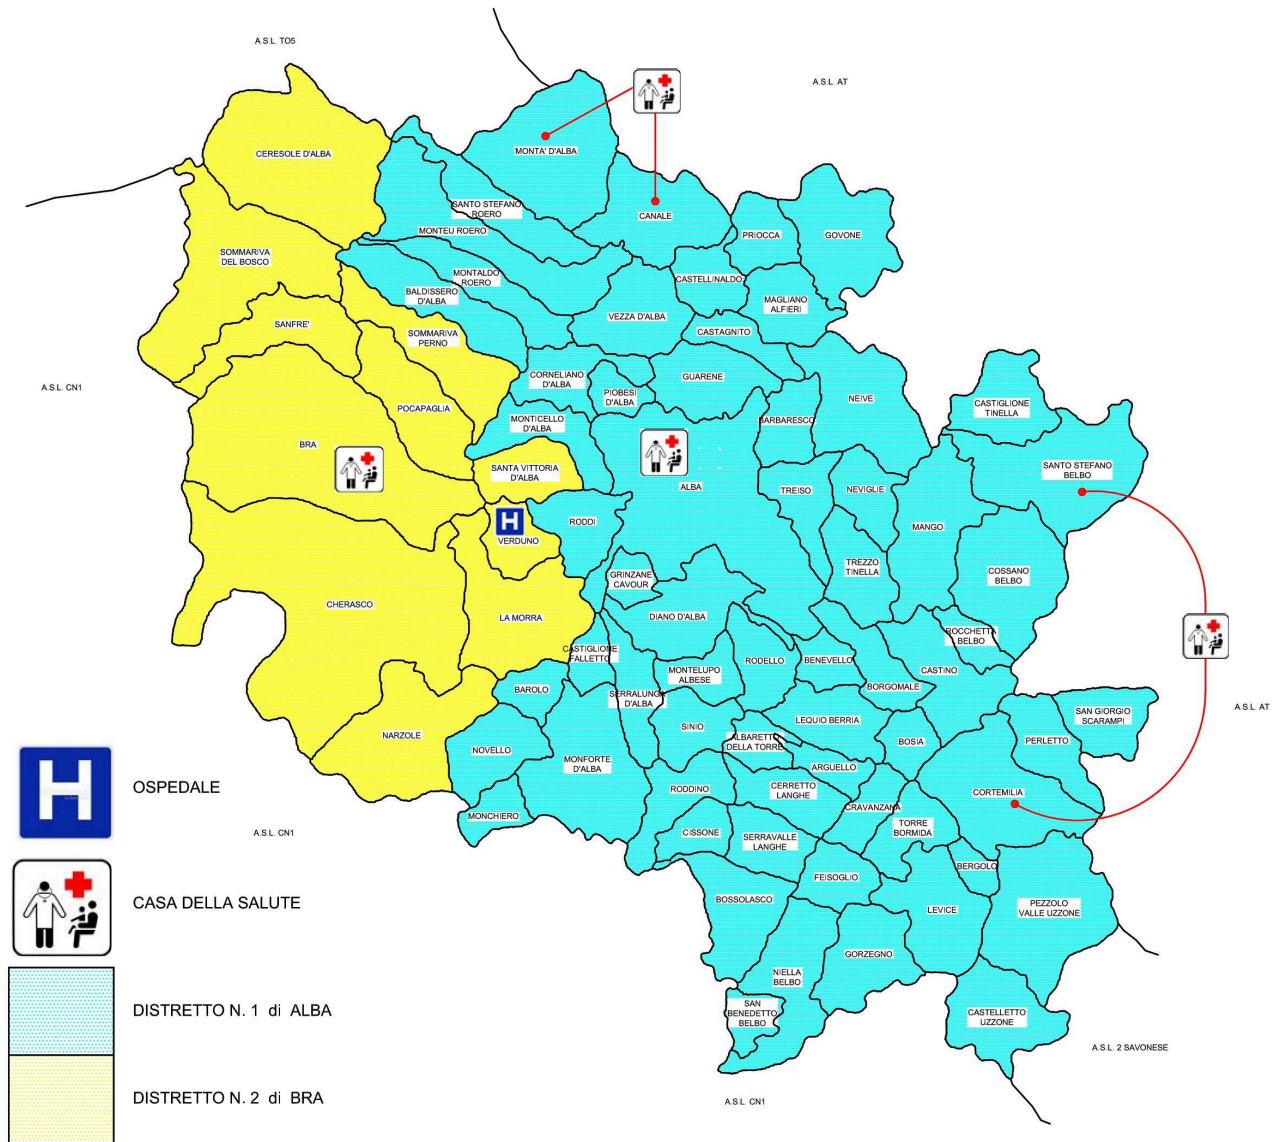 A.S.L. TO5
A.S.L. AT
CERESOLE D'ALBA
MONTA' D'ALBA
SANTO STEFANO
ROERO
CANALE
MONTEU ROERO
PRIOCCA
GOVONE
SOMMARIVA
DEL BOSCO
MONTALDO
ROERO
CASTELLINALDO
BALDISSERO
D'ALBA
MAGLIANO
ALFIERI
SANFRE'
SOMMARIVA
PERNO
VEZZA D'ALBA
CASTAGNITO
A.S.L. CN1
CORNELIANO
D'ALBA
GUARENE
PIOBESI
D'ALBA
NEIVE
CASTIGLIONE
TINELLA
POCAPAGLIA
MONTICELLO
D'ALBA
BARBARESCO
BRA
SANTA VITTORIA
D'ALBA
ALBA
TREISO
NEVIGLIE
SANTO STEFANO
BELBO
H
VERDUNO
RODDI
MANGO
GRINZANE
CAVOUR
TREZZO
TINELLA
COSSANO
BELBO
CHERASCO
LA MORRA
DIANO D'ALBA
ROCCHETTA
BELBO
CASTIGLIONE
FALLETTO
MONTELUPO
ALBESE
RODELLO
BENEVELLO
CASTINO
BORGOMALE
BAROLO
SERRALUNGA
D'ALBA
SAN GIORGIO
SCARAMPI
A.S.L. AT
NARZOLE
SINIO
LEQUIO BERRIA
ALBARETTO
DELLA TORRE
BOSIA
PERLETTO
NOVELLO
MONFORTE
D'ALBA
ARGUELLO
RODDINO
CERRETTO
LANGHE
CORTEMILIA
CRAVANZANA
H
OSPEDALE
MONCHIERO
A.S.L. CN1
CISSONE
SERRAVALLE
LANGHE
TORRE
BORMIDA
BERGOLO
FEISOGLIO
CASA DELLA SALUTE
BOSSOLASCO
LEVICE
PEZZOLO
VALLE UZZONE
GORZEGNO
NIELLA
BELBO
SAN
BENEDETTO
BELBO
CASTELLETTO
UZZONE
DISTRETTO N. 1 di ALBA
A.S.L. 2 SAVONESE
DISTRETTO N. 2 di BRA
A.S.L. CN1